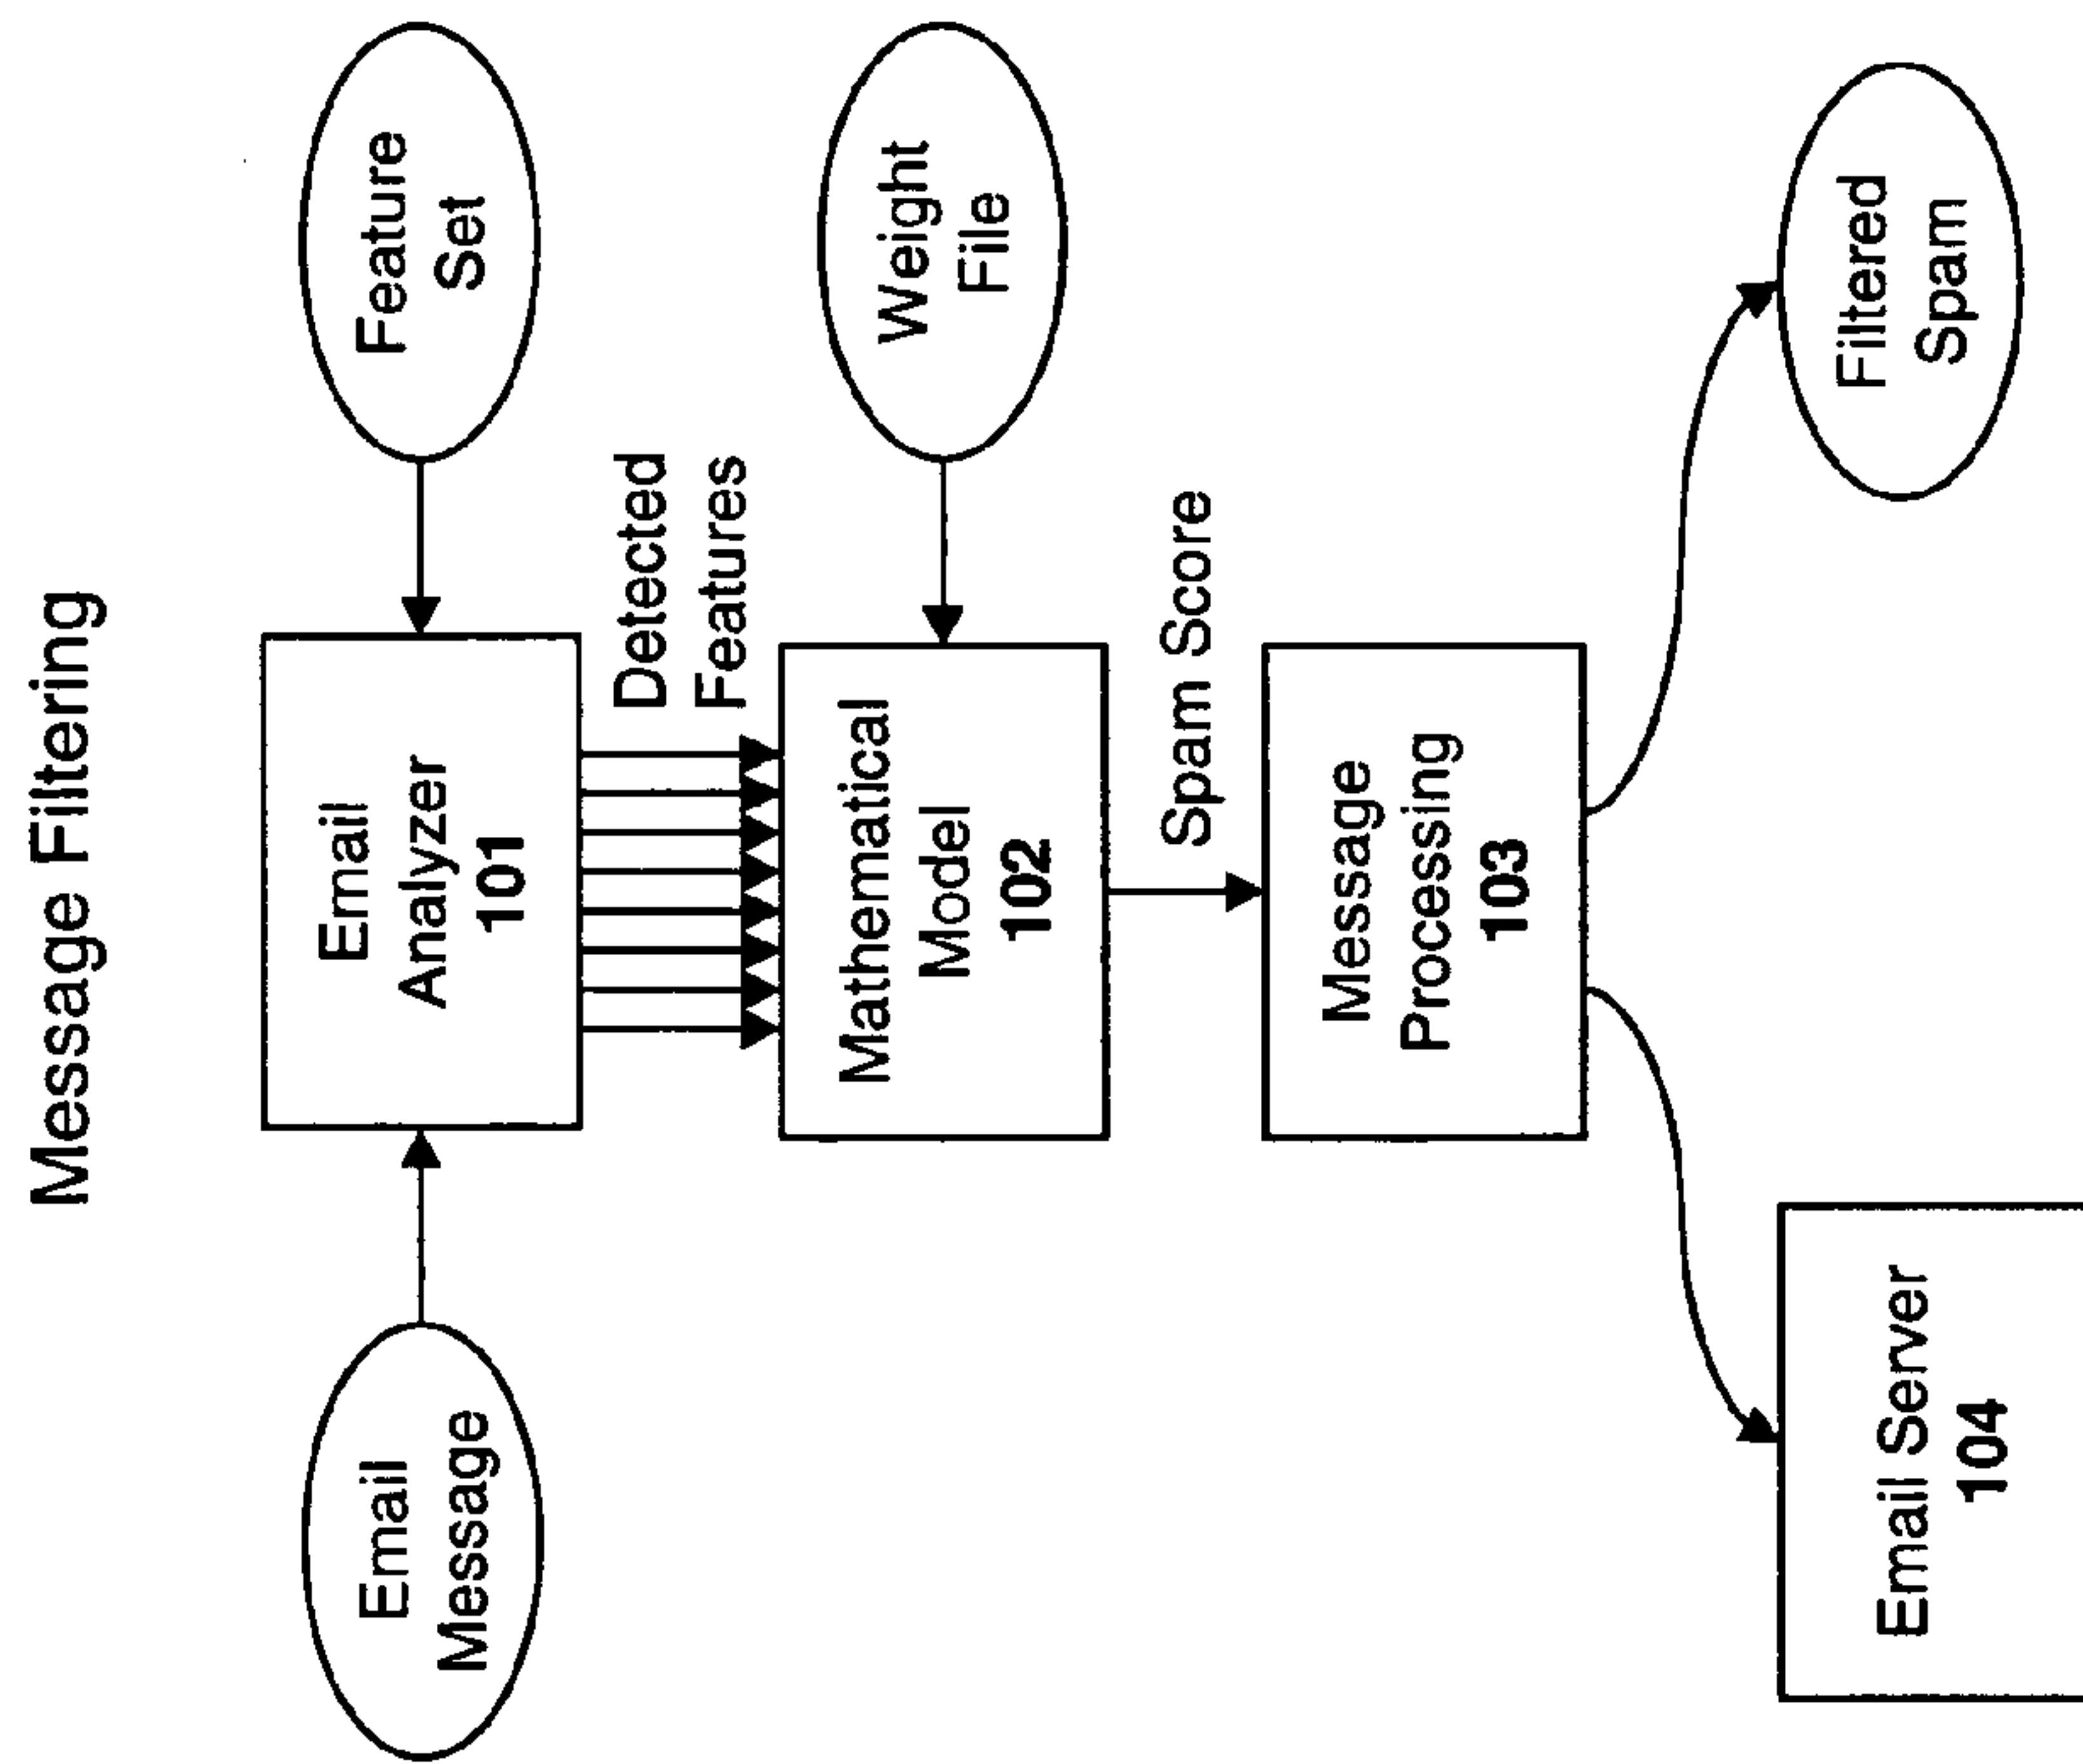 Message Filtering
Email
Message
Email
Analyzer
101
Feature
Set
Detected
Features
Mathematical
Model
102
Weight
File
Spam Score
Message
Processing
103
Email Server
104
Filtered
Spam